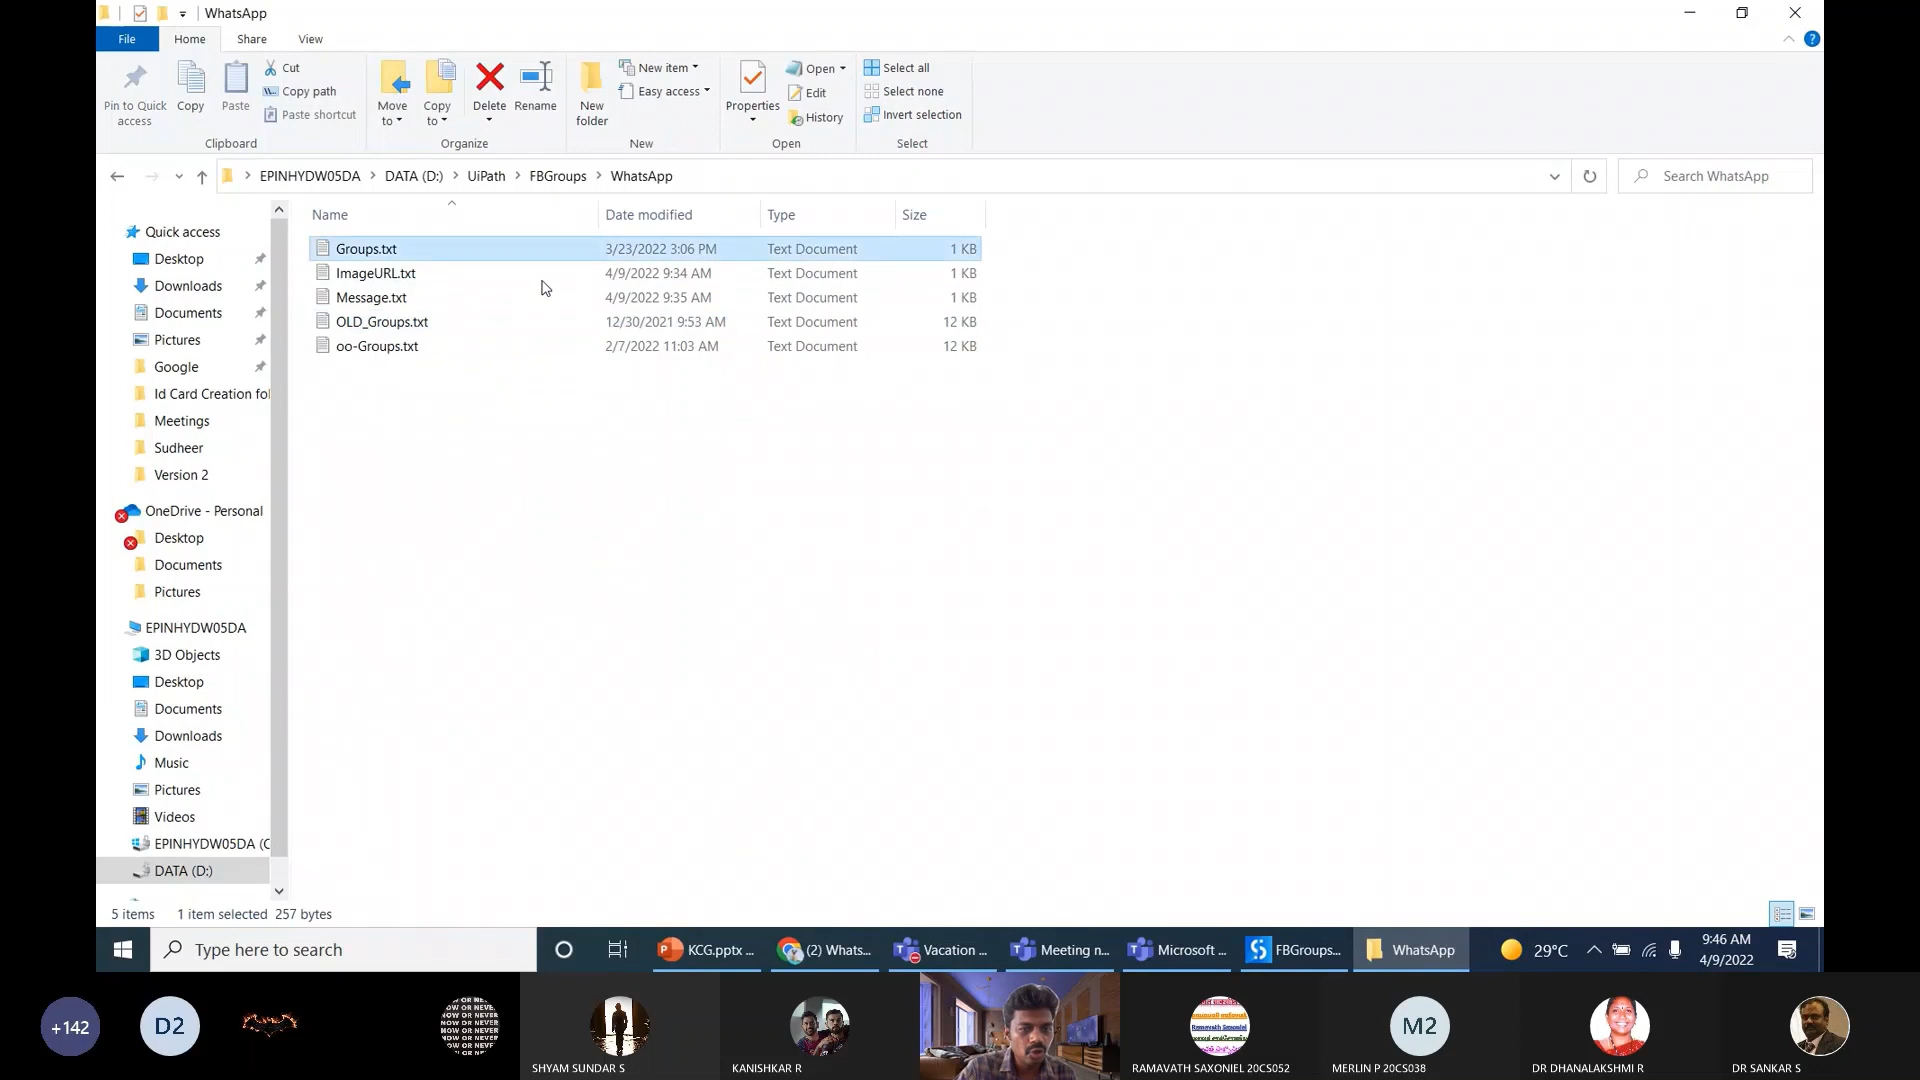 WhatsApp
File
Home
Share
View
Pin to Quick access
Copy
Paste
Cut
Copy path
Paste shortcut
Clipboard
Move to
Copy to
Delete
Rename
Organize
New folder
New item
Easy access
New
Properties
Open
Edit
History
Open
Select all
Select none
Invert selection
Select
EPINHYDW05DA
DATA (D:)
UiPath
FBGroups
WhatsApp
Search WhatsApp
Name
Date modified
Type
Size
Groups.txt 3/23/2022 3:06 PM Text Document 1 KB
ImageURL.txt 4/9/2022 9:34 AM Text Document 1 KB
Message.txt 4/9/2022 9:35 AM Text Document 1 KB
OLD_Groups.txt 12/30/2021 9:53 AM Text Document 12 KB
oo-Groups.txt 2/7/2022 11:03 AM Text Document 12 KB
Quick access
Desktop
Downloads
Documents
Pictures
Google
Id Card Creation fol
Meetings
Sudheer
Version 2
OneDrive - Personal
Desktop
Documents
Pictures
EPINHYDW05DA
3D Objects
Desktop
Documents
Downloads
Music
Pictures
Videos
EPINHYDW05DA (C
DATA (D:)
5 items 1 item selected 257 bytes
Type here to search
KCG.pptx ...
(2) Whats...
Vacation ...
Meeting n...
Microsoft ...
FBGroups...
WhatsApp
29°C
9:46 AM
4/9/2022
+142
D2
NOW OR NEVER
SHYAM SUNDAR S
KANISHKAR R
Ramavath Saxoniel
RAMAVATH SAXONIEL 20CS052
M2
MERLIN P 20CS038
DR DHANALAKSHMI R
DR SANKAR S